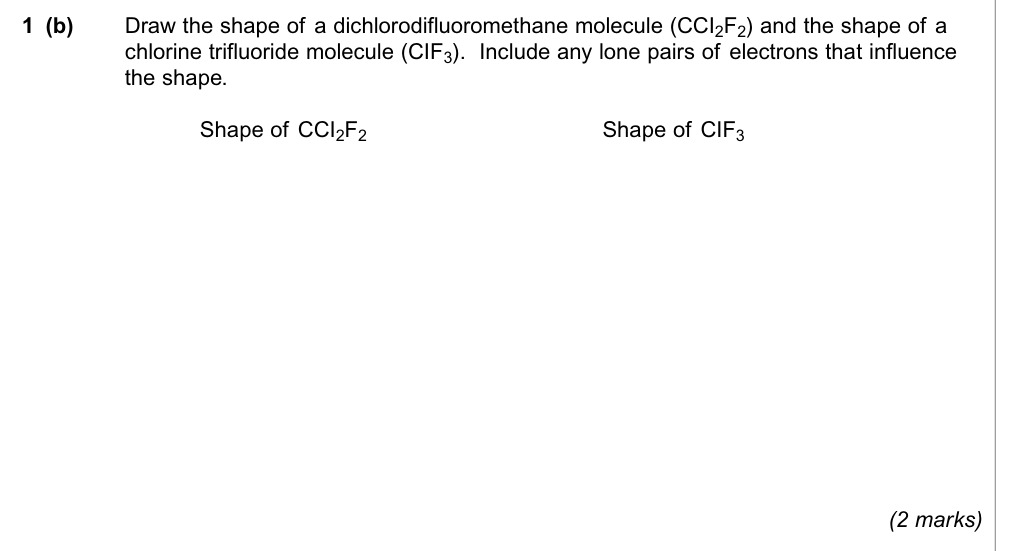 1 (b) Draw the shape of a dichlorodifluoromethane molecule (CCl₂F₂) and the shape of a
chlorine trifluoride molecule (ClF₃). Include any lone pairs of electrons that influence
the shape.
Shape of CCl₂F₂ Shape of ClF₃
(2 marks)